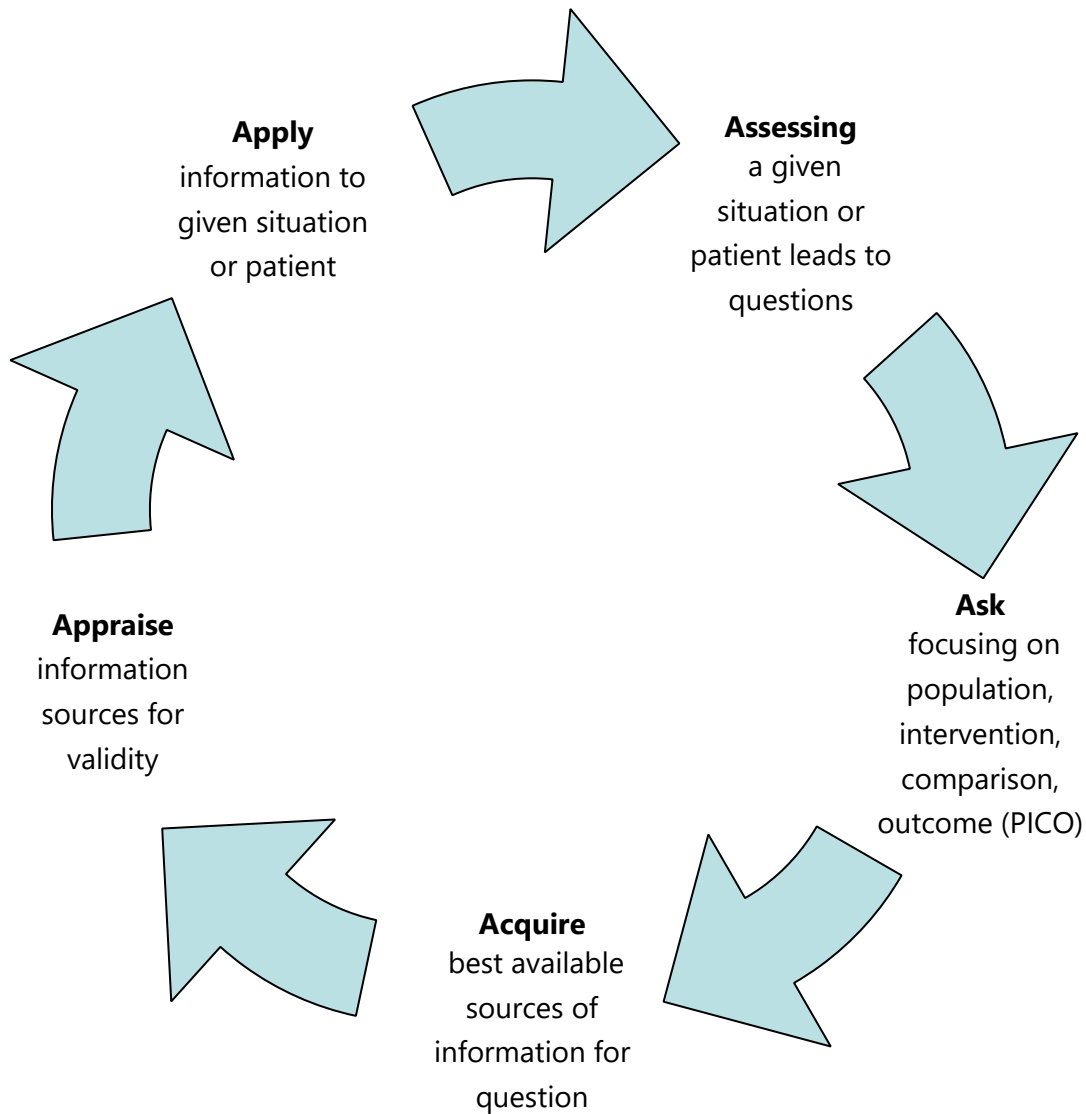 Apply
information to
given situation
or patient
Assessing
a given
situation or
patient leads to
questions
Ask
focusing on
population,
intervention,
comparison,
outcome (PICO)
Acquire
best available
sources of
information for
question
Appraise
information
sources for
validity